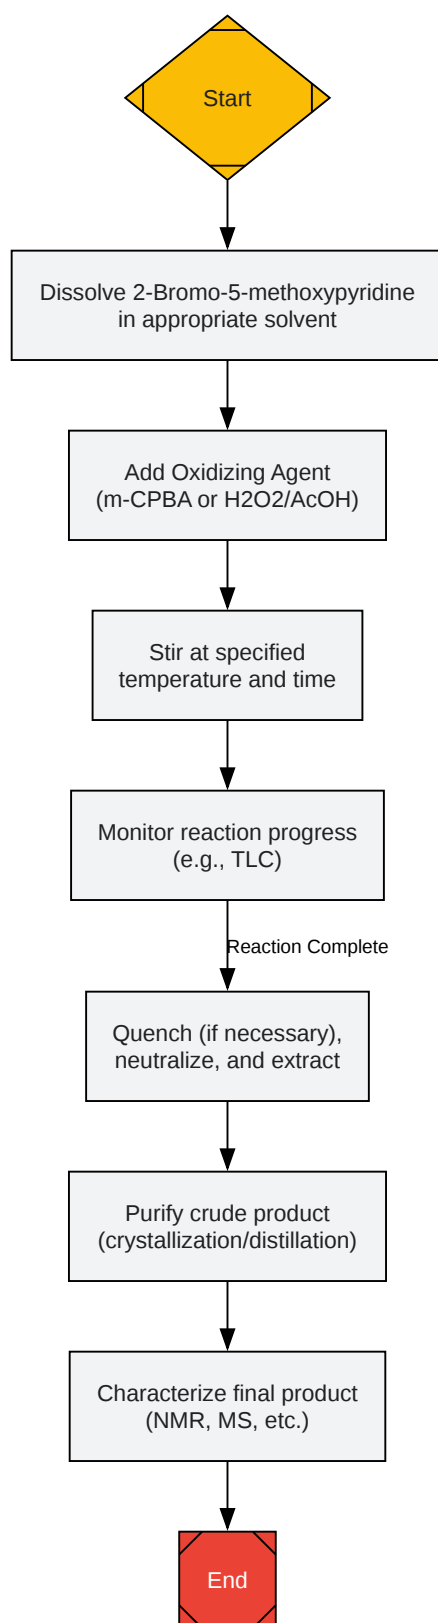 Start
Dissolve 2-Bromo-5-methoxypyridine
in appropriate solvent
Add Oxidizing Agent
(m-CPBA or H2O2/AcOH)
Stir at specified
temperature and time
Monitor reaction progress
(e.g., TLC)
Reaction Complete
Quench (if necessary),
neutralize, and extract
Purify crude product
(crystallization/distillation)
Characterize final product
(NMR, MS, etc.)
End